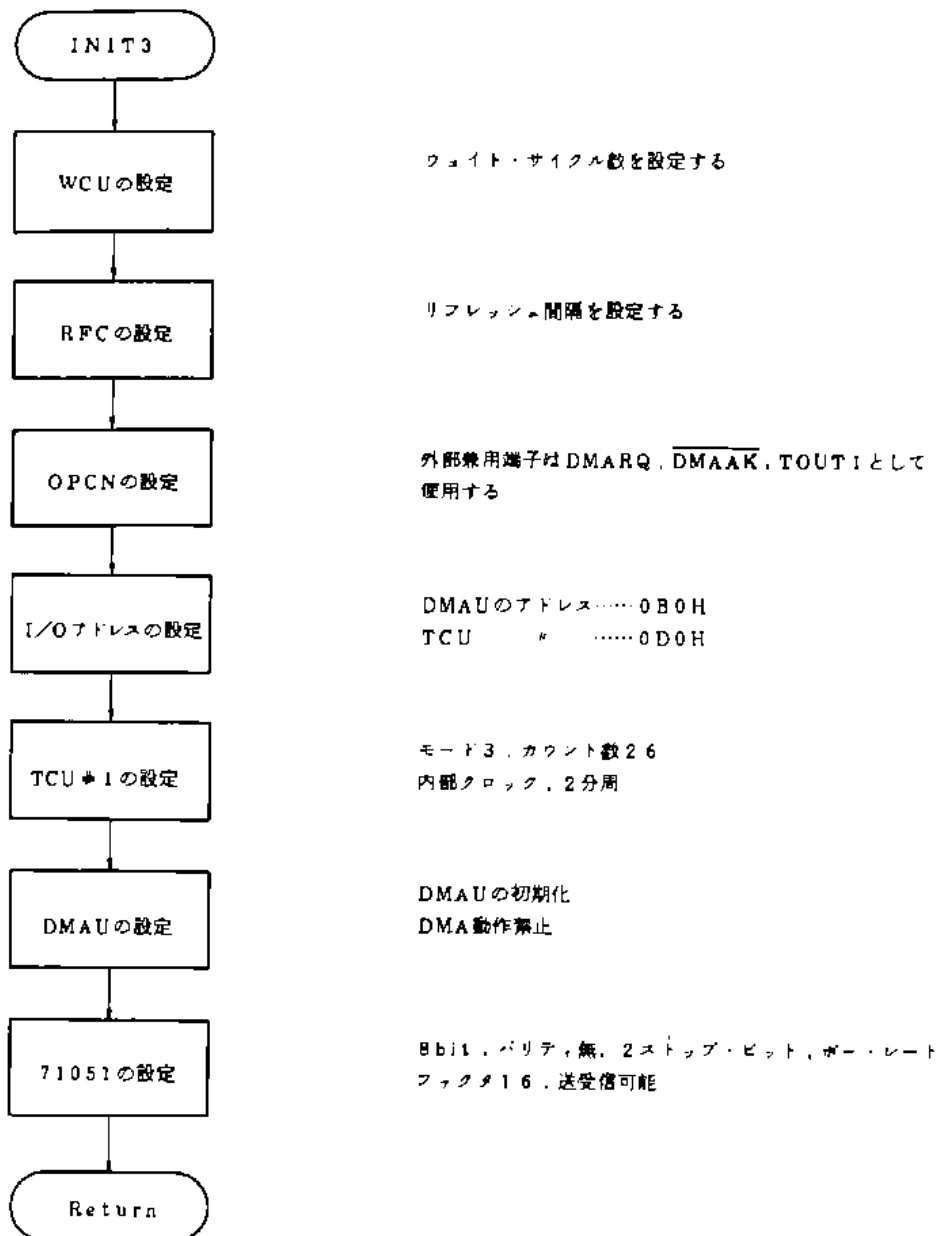 INIT3
WCUの設定
ウェイト・サイクル数を設定する
RFCの設定
リフレッシュ間隔を設定する
OPCNの設定
外部兼用端子はDMARQ，DMAAK，TOUT1として
使用する
I/Oアドレスの設定
DMAUのアドレス……0B0H
TCU 〃 ……0D0H
TCU#1の設定
モード3，カウント数26
内部クロック，2分周
DMAUの設定
DMAUの初期化
DMA動作禁止
71051の設定
8bit，パリティ無，2ストップ・ビット，ボー・レート
ファクタ16，送受信可能
Return